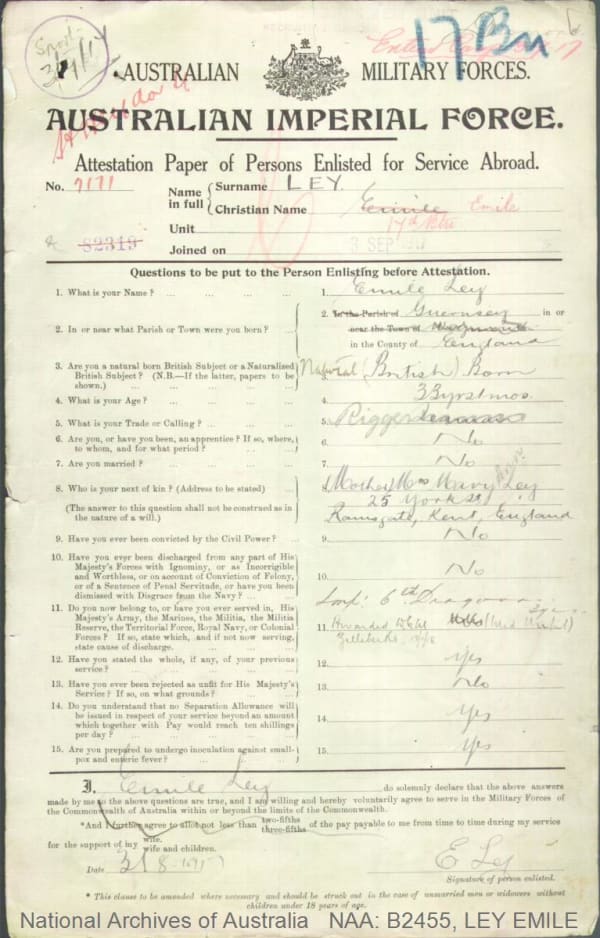 17 Bn
Sport
3/9/17
AUSTRALIAN MILITARY FORCES.
AUSTRALIAN IMPERIAL FORCE.
Attestation Paper of Persons Enlisted for Service Abroad.
No. 7171
Name in full { Surname LEY
Christian Name Emile Emile
Unit
82319 Joined on 3 SEP 1917
Questions to be put to the Person Enlisting before Attestation.
1. What is your Name? ... ... ... ... 1. Emile Ley
2. In or near what Parish or Town were you born? ... 2. In the Parish of Guernsey in or
near the Town of
in the County of England
3. Are you a natural born British Subject or a Naturalized
British Subject? (N.B.—If the latter, papers to be
shown.) ... Natural (British) Born
4. What is your Age? ... ... ... ... 4. 33yrs 1mos
5. What is your Trade or Calling? ... ... ... 5. Rigger
6. Are you, or have you been, an apprentice? If so, where,
to whom, and for what period? ... ... 6. No
7. Are you married? ... ... ... ... 7. No
8. Who is your next of kin? (Address to be stated) ... 8. Mother Mrs Ley
25 York St
(The answer to this question shall not be construed as in
the nature of a will.) Ramsgate, Kent, England
9. Have you ever been convicted by the Civil Power? ... 9. No
10. Have you ever been discharged from any part of His
Majesty's Forces with Ignominy, or as Incorrigible
and Worthless, or on account of Conviction of Felony,
or of a Sentence of Penal Servitude, or have you been
dismissed with Disgrace from the Navy? ... 10. No
11. Do you now belong to, or have you ever served in, His
Majesty's Army, the Marines, the Militia, the Militia
Reserve, the Territorial Force, Royal Navy, or Colonial
Forces? If so, state which, and if not now serving,
state cause of discharge. 11. 6th
12. Have you stated the whole, if any, of your previous
service? ... 12. Yes
13. Have you ever been rejected as unfit for His Majesty's
Service? If so, on what grounds? ... 13. No
14. Do you understand that no Separation Allowance will
be issued in respect of your service beyond an amount
which together with Pay would reach ten shillings
per day? ... 14. Yes
15. Are you prepared to undergo inoculation against small-
pox and enteric fever? ... 15. Yes
I, Emile Ley do solemnly declare that the above answers
made by me to the above questions are true, and I am willing and hereby voluntarily agree to serve in the Military Forces of
the Commonwealth of Australia within or beyond the limits of the Commonwealth.
*And I further agree to allot not less than two-fifths three-fifths of the pay payable to me from time to time during my service
for the support of my wife. wife and children.
Date 31 8 1917 E Ley
Signature of person enlisted.
* This clause to be amended where necessary and should be struck out in the case of unmarried men or widowers without
children under 18 years of age.
National Archives of Australia NAA: B2455, LEY EMILE